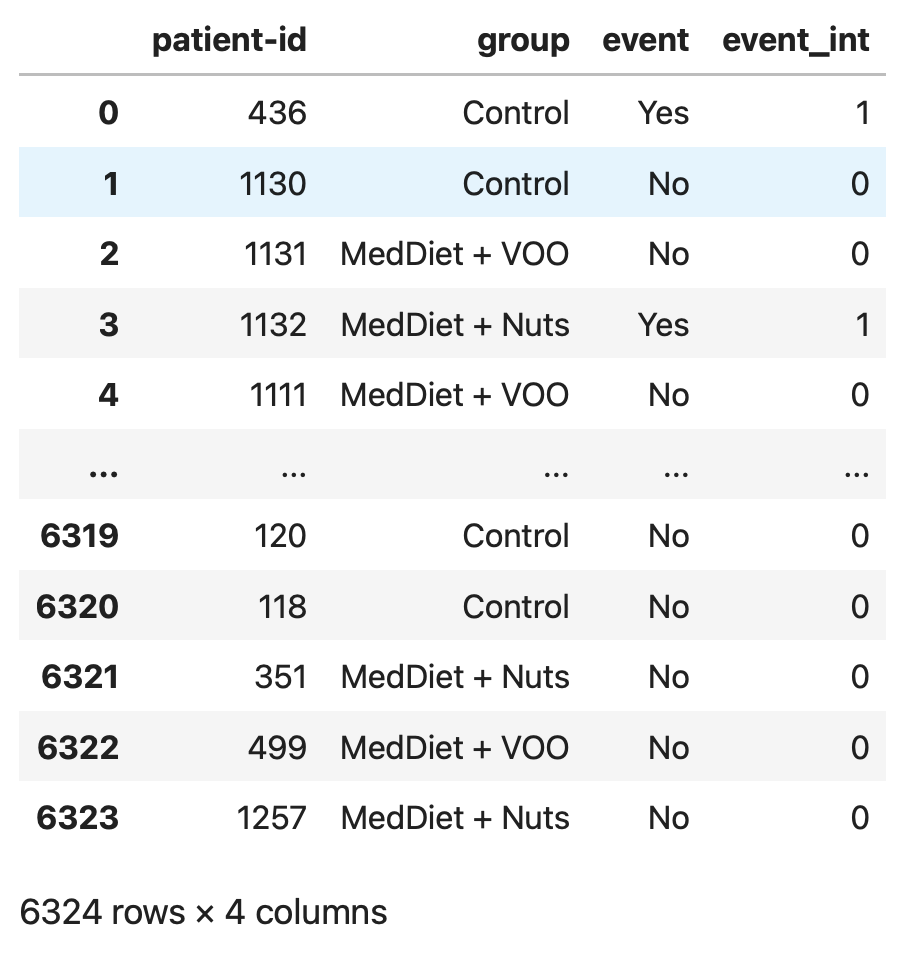 patient-id group event event_int
0 436 Control Yes 1
1 1130 Control No 0
2 1131 MedDiet + VOO No 0
3 1132 MedDiet + Nuts Yes 1
4 1111 MedDiet + VOO No 0
... ... ... ... ...
6319 120 Control No 0
6320 118 Control No 0
6321 351 MedDiet + Nuts No 0
6322 499 MedDiet + VOO No 0
6323 1257 MedDiet + Nuts No 0
6324 rows × 4 columns